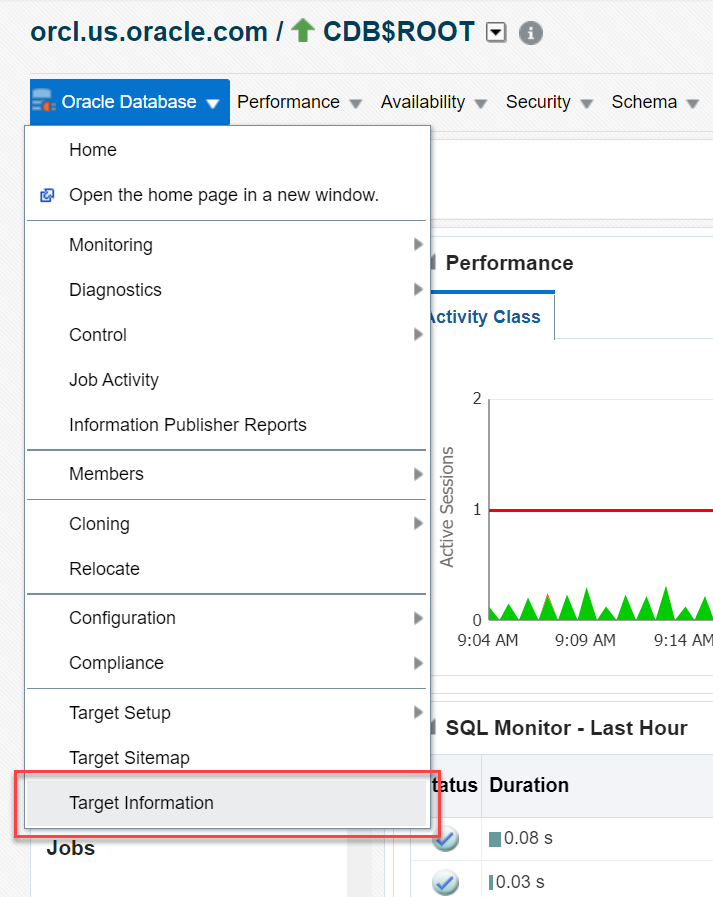 orcl.us.oracle.com / CDB$ROOT
Oracle Database Performance Availability Security Schema
Home
Open the home page in a new window.
Monitoring
Diagnostics
Control
Job Activity
Information Publisher Reports
Members
Cloning
Relocate
Configuration
Compliance
Target Setup
Target Sitemap
Target Information
Jobs
Performance
Activity Class
Active Sessions
2
1
0
9:04 AM 9:09 AM 9:14 AM
SQL Monitor - Last Hour
tatus Duration
0.08 s
0.03 s